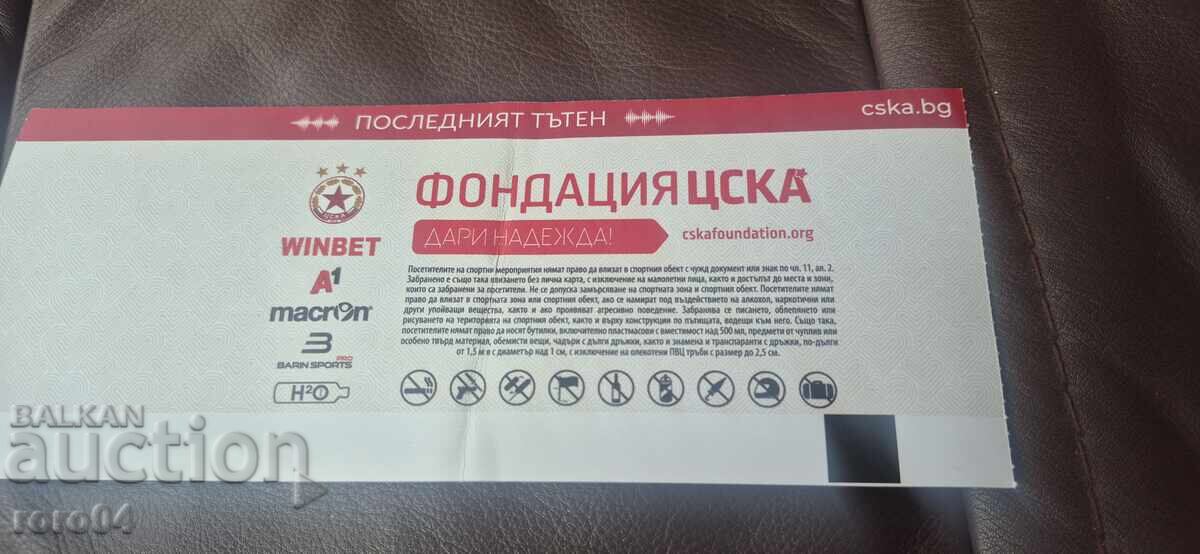 ПОСЛЕДНИЯТ ТЪТЕН
cska.bg
ЦСКА
ФОНДАЦИЯ ЦСКА
ДАРИ НАДЕЖДА!
cskafoundation.org
WINBET
A1
macron
3
BARIN SPORTS PRO
H2O
Посетителите на спортни мероприятия нямат право да влизат в спортния обект с чужд документ или знак по чл. 11, ал. 2.
Забранено е също така влизането без лична карта, с изключение на малолетни лица, както и достъпът до места и зони,
които са забранени за посетители. Не се допуска замърсяване на спортната зона и спортния обект. Посетителите нямат
право да влизат в спортната зона или спортния обект, ако се намират под въздействието на алкохол, наркотични или
други упойващи вещества, както и ако проявяват агресивно поведение. Забранява се писането, облепянето или
рисуването на територията на спортния обект, както и върху конструкции по пътищата, водещи към него. Също така,
посетителите нямат право да носят бутилки, включително пластмасови с вместимост над 500 мл, предмети от чуплив или
особено твърд материал, обемисти вещи, чадъри с дълги дръжки, както и знамена и транспаранти с дръжки, по-дълги
от 1,5 м и с диаметър над 1 см, с изключение на олекотени ПВЦ тръби с размер до 2,5 см.
BALKAN
auction
roro04